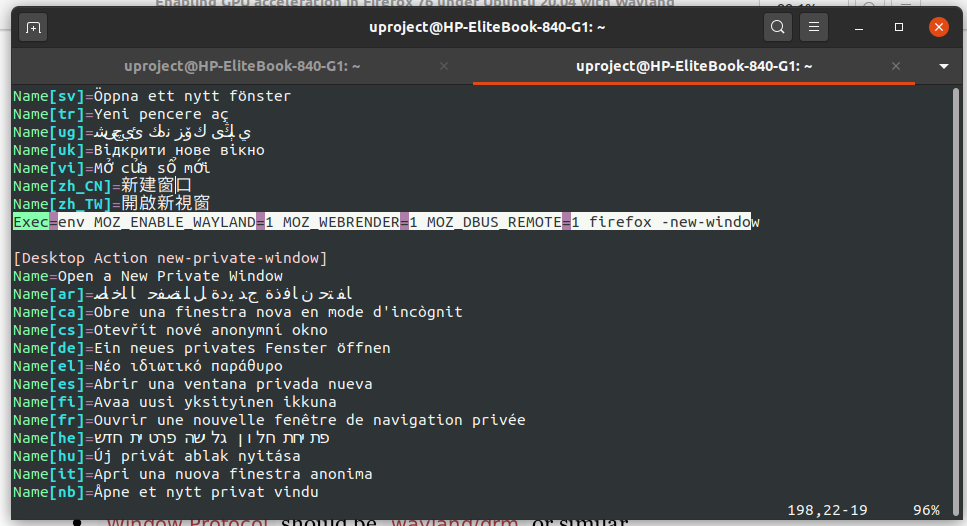 Enabling GPU acceleration in Firefox 76 under Ubuntu 20.04 with Wayland
uproject@HP-EliteBook-840-G1: ~
uproject@HP-EliteBook-840-G1: ~
uproject@HP-EliteBook-840-G1: ~
Name[sv]=Öppna ett nytt fönster
Name[tr]=Yeni pencere aç
Name[ug]=يېڭى كۆزنەك ئېچىش
Name[uk]=Відкрити нове вікно
Name[vi]=Mở cửa sổ mới
Name[zh_CN]=新建窗口
Name[zh_TW]=開啟新視窗
Exec=env MOZ_ENABLE_WAYLAND=1 MOZ_WEBRENDER=1 MOZ_DBUS_REMOTE=1 firefox -new-window
[Desktop Action new-private-window]
Name=Open a New Private Window
Name[ar]=افتح نافذة جديدة للتصفح الخاص
Name[ca]=Obre una finestra nova en mode d'incògnit
Name[cs]=Otevřít nové anonymní okno
Name[de]=Ein neues privates Fenster öffnen
Name[el]=Νέο ιδιωτικό παράθυρο
Name[es]=Abrir una ventana privada nueva
Name[fi]=Avaa uusi yksityinen ikkuna
Name[fr]=Ouvrir une nouvelle fenêtre de navigation privée
Name[he]=פתיחת חלון גלישה פרטית חדש
Name[hu]=Új privát ablak nyitása
Name[it]=Apri una nuova finestra anonima
Name[nb]=Åpne et nytt privat vindu
198,22-19 96%
Window Protocol should be wayland/drm or similar